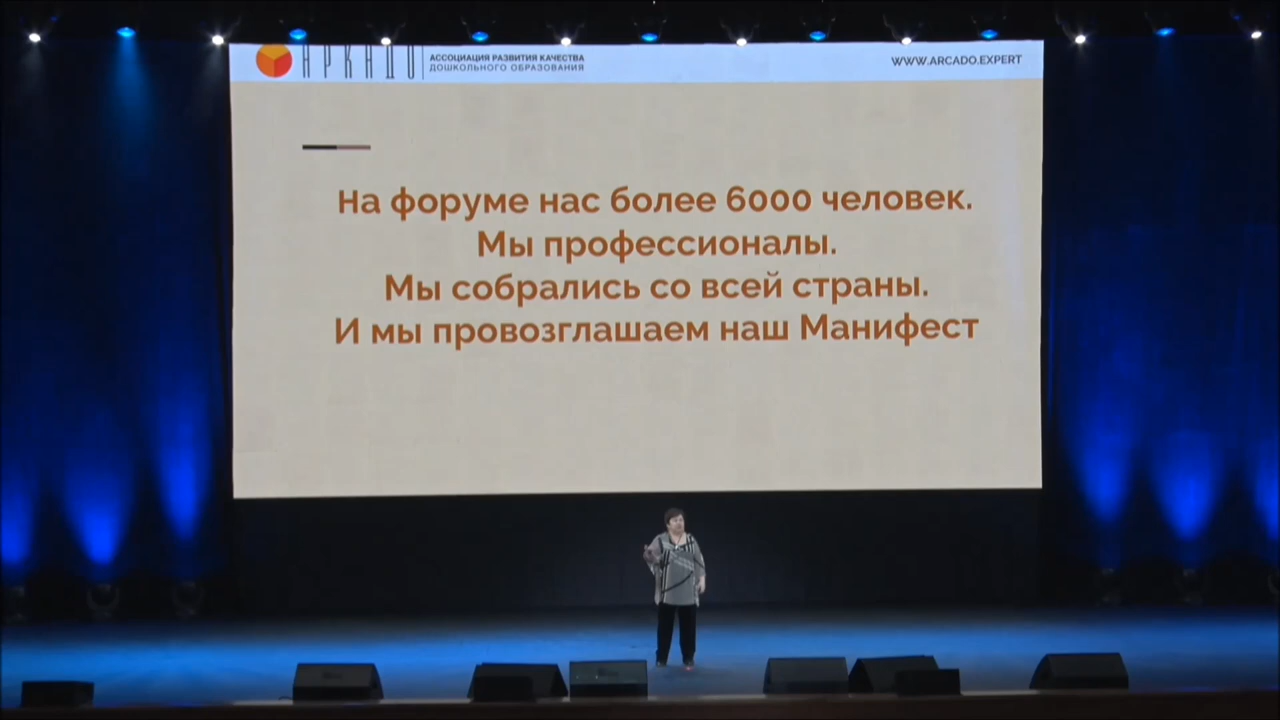 АРКАДО
АССОЦИАЦИЯ РАЗВИТИЯ КАЧЕСТВА
ДОШКОЛЬНОГО ОБРАЗОВАНИЯ
WWW.ARCADO.EXPERT
На форуме нас более 6000 человек.
Мы профессионалы.
Мы собрались со всей страны.
И мы провозглашаем наш Манифест